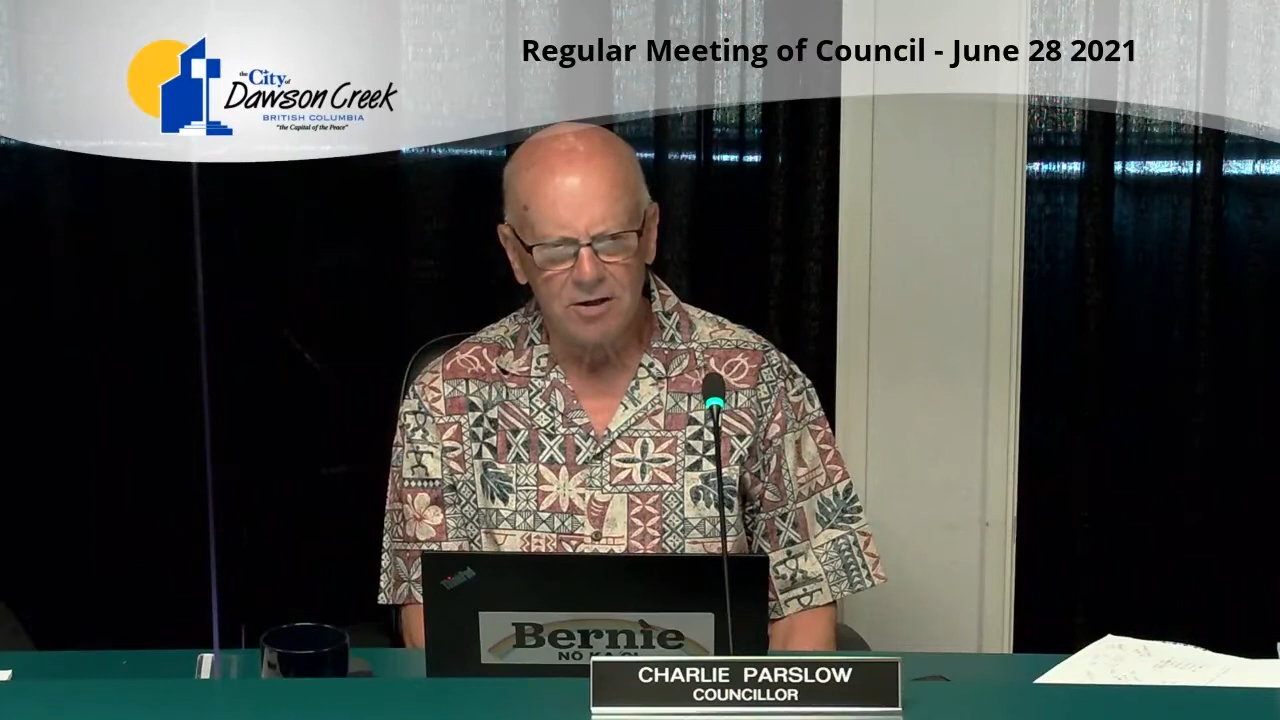 Regular Meeting of Council - June 28 2021
the City of
Dawson Creek
BRITISH COLUMBIA
"the Capital of the Peace"
ThinkPad
Bernie
NO KA OI
CHARLIE PARSLOW
COUNCILLOR